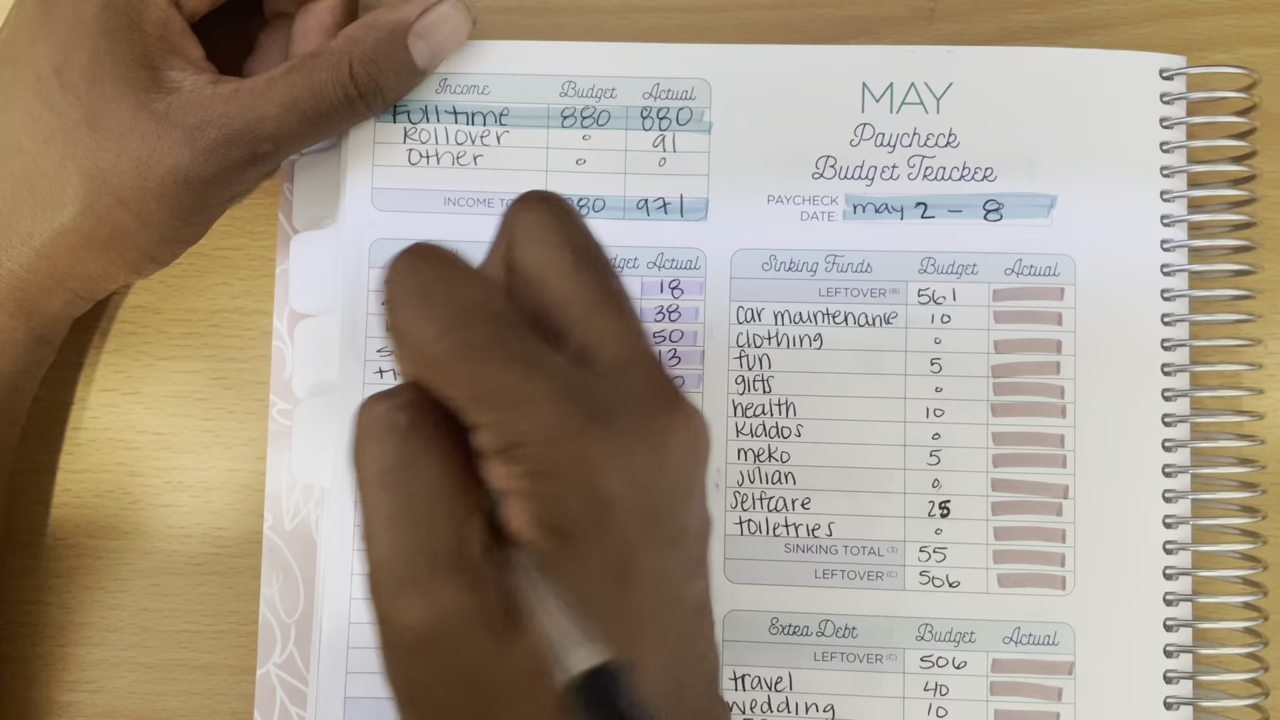 Income Budget Actual
Fulltime 880 880
Rollover 0 91
other 0 0
INCOME 971
MAY
Paycheck
Budget Tracker
PAYCHECK
DATE: may 2 - 8
Actual
18
38
50
13
Sinking Funds Budget Actual
LEFTOVER (B) 561
car maintenance 10
clothing 0
fun 5
gifts 0
health 10
kiddos 0
meko 5
julian 0
selfcare 25
toiletries 0
SINKING TOTAL (3) 55
LEFTOVER (C) 506
Extra Debt Budget Actual
LEFTOVER (C) 506
travel 40
wedding 10